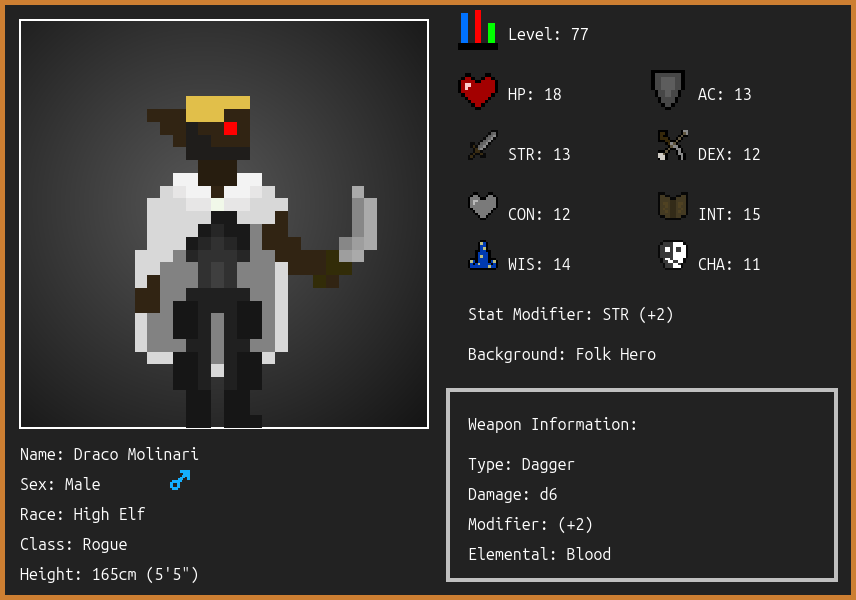 Level: 77
HP: 18
AC: 13
STR: 13
DEX: 12
CON: 12
INT: 15
WIS: 14
CHA: 11
Stat Modifier: STR (+2)
Background: Folk Hero
Weapon Information:
Type: Dagger
Damage: d6
Modifier: (+2)
Elemental: Blood
Name: Draco Molinari
Sex: Male
Race: High Elf
Class: Rogue
Height: 165cm (5'5")